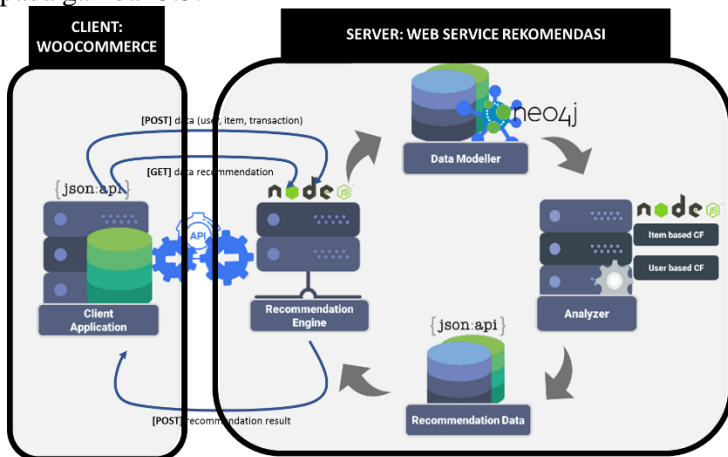 CLIENT:
WOOCOMMERCE
SERVER: WEB SERVICE REKOMENDASI
[POST] data (user, item, transaction)
[GET] data recommendation
{json:api}
Client
Application
API
node JS
Recommendation
Engine
neo4j
Data Modeller
node JS
Item based CF
User based CF
Analyzer
{json:api}
Recommendation Data
[POST] recommendation result